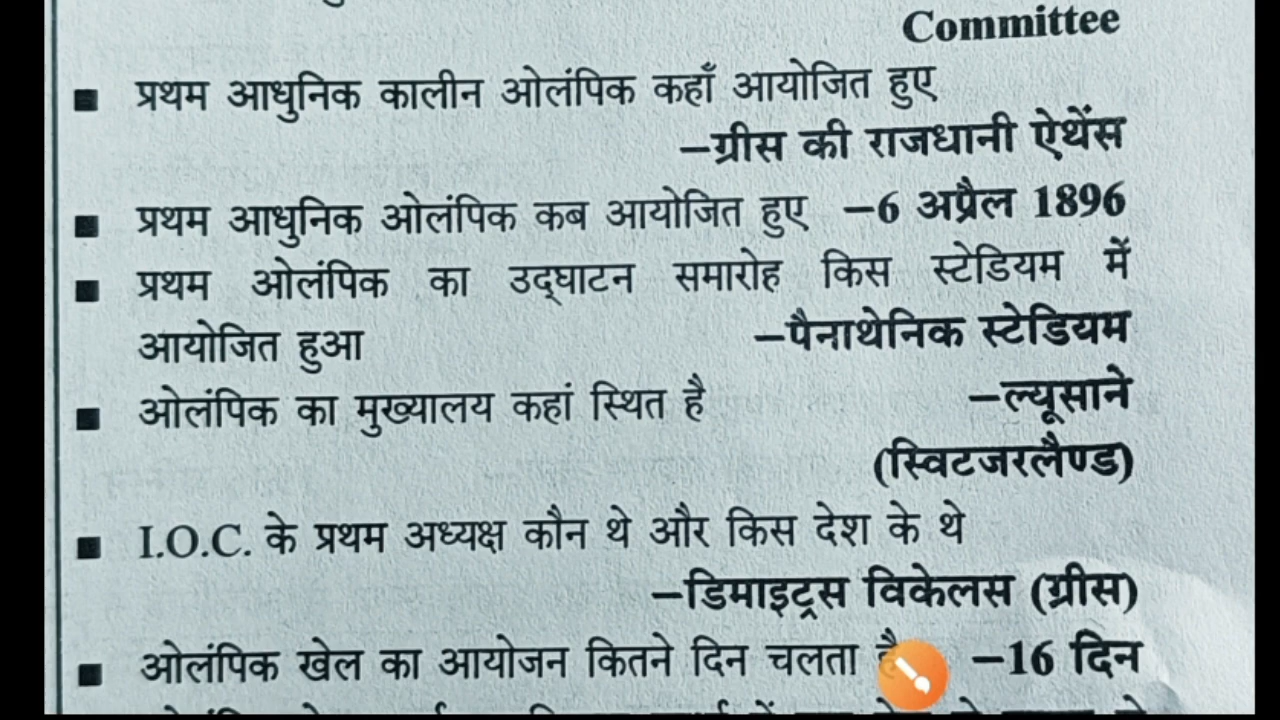 Committee
■ प्रथम आधुनिक कालीन ओलंपिक कहाँ आयोजित हुए
–ग्रीस की राजधानी ऐथेंस
■ प्रथम आधुनिक ओलंपिक कब आयोजित हुए –6 अप्रैल 1896
■ प्रथम ओलंपिक का उद्घाटन समारोह किस स्टेडियम में
आयोजित हुआ –पैनाथेनिक स्टेडियम
■ ओलंपिक का मुख्यालय कहां स्थित है –ल्यूसाने
(स्विटजरलैण्ड)
■ I.O.C. के प्रथम अध्यक्ष कौन थे और किस देश के थे
–डिमाइट्रस विकेलस (ग्रीस)
■ ओलंपिक खेल का आयोजन कितने दिन चलता है –16 दिन